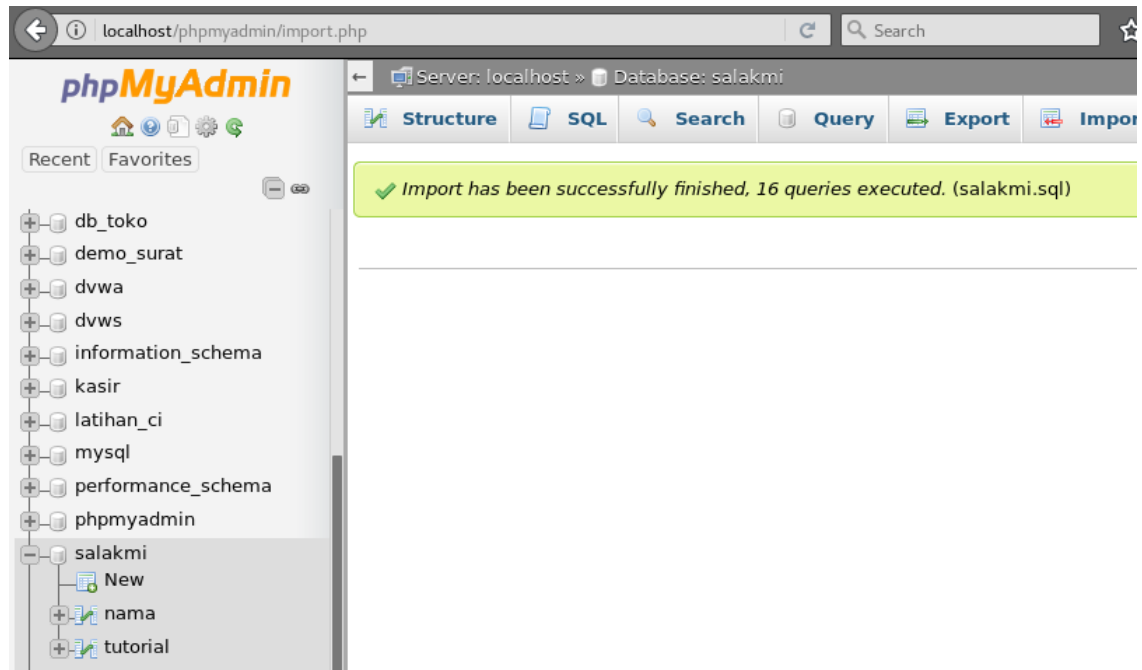 localhost/phpmyadmin/import.php
Search
phpMyAdmin
Server: localhost » Database: salakmi
Structure SQL Search Query Export Impor
Recent Favorites
Import has been successfully finished, 16 queries executed. (salakmi.sql)
db_toko
demo_surat
dvwa
dvws
information_schema
kasir
latihan_ci
mysql
performance_schema
phpmyadmin
salakmi
New
nama
tutorial